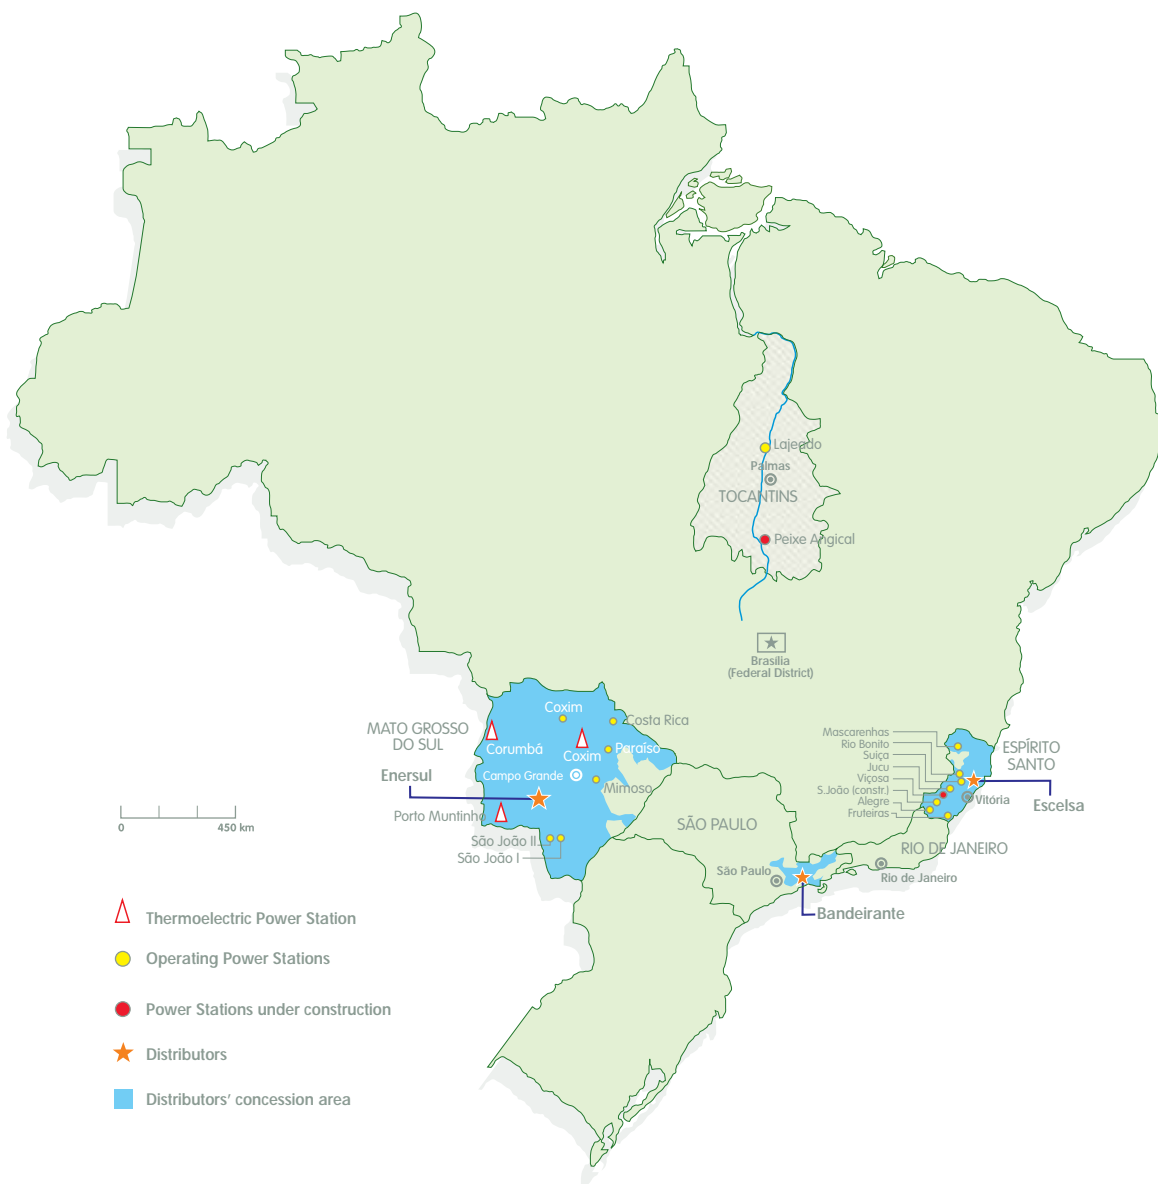 Lajeado
Palmas
TOCANTINS
Peixe Angical
Brasília
(Federal District)
MATO GROSSO
DO SUL
Enersul
Coxim
Costa Rica
Corumbá
Coxim
Paraíso
Campo Grande
Mimoso
Porto Muntinho
São João II
São João I
Mascarenhas
Rio Bonito
Suiça
Jucu
Viçosa
S.João (constr.)
Alegre
Fruteiras
ESPÍRITO
SANTO
Vitória
Escelsa
SÃO PAULO
RIO DE JANEIRO
São Paulo
Rio de Janeiro
Bandeirante
0 450 km
Thermoelectric Power Station
Operating Power Stations
Power Stations under construction
Distributors
Distributors' concession area